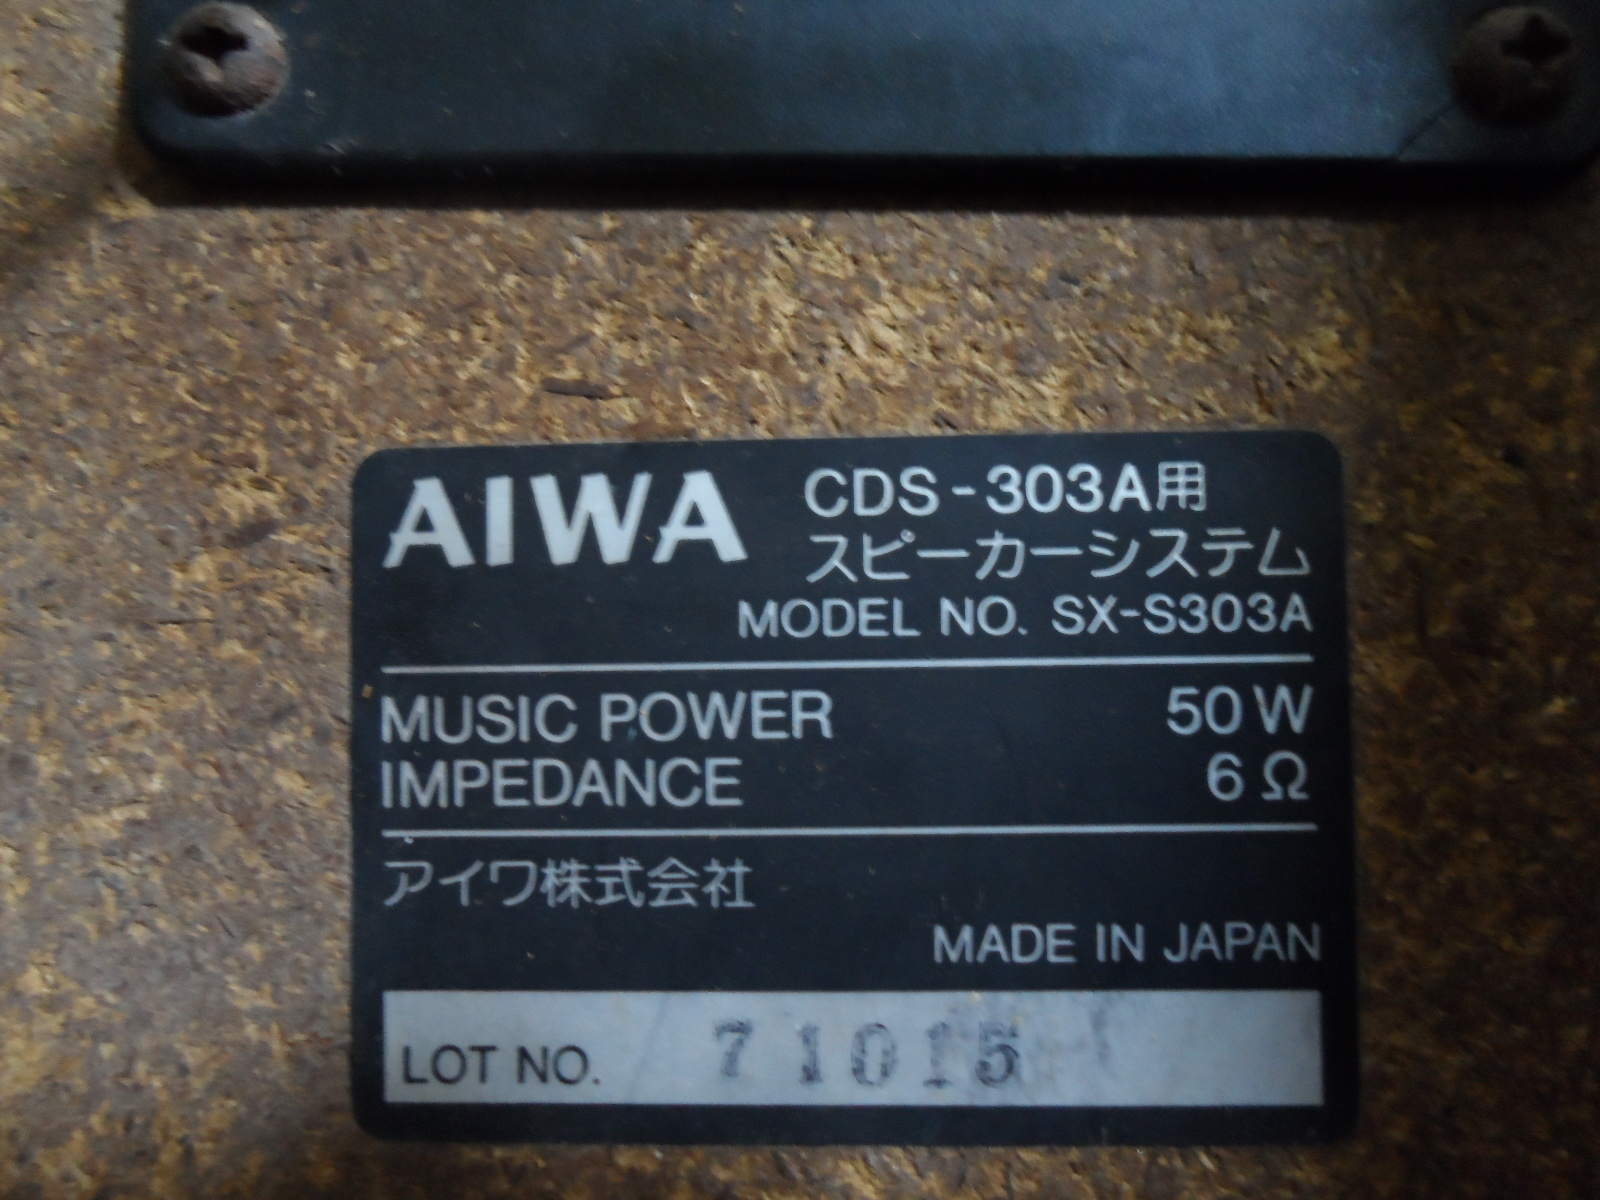 AIWA CDS-303A用
スピーカーシステム
MODEL NO. SX-S303A
MUSIC POWER 50W
IMPEDANCE 6Ω
アイワ株式会社
MADE IN JAPAN
LOT NO. 71015